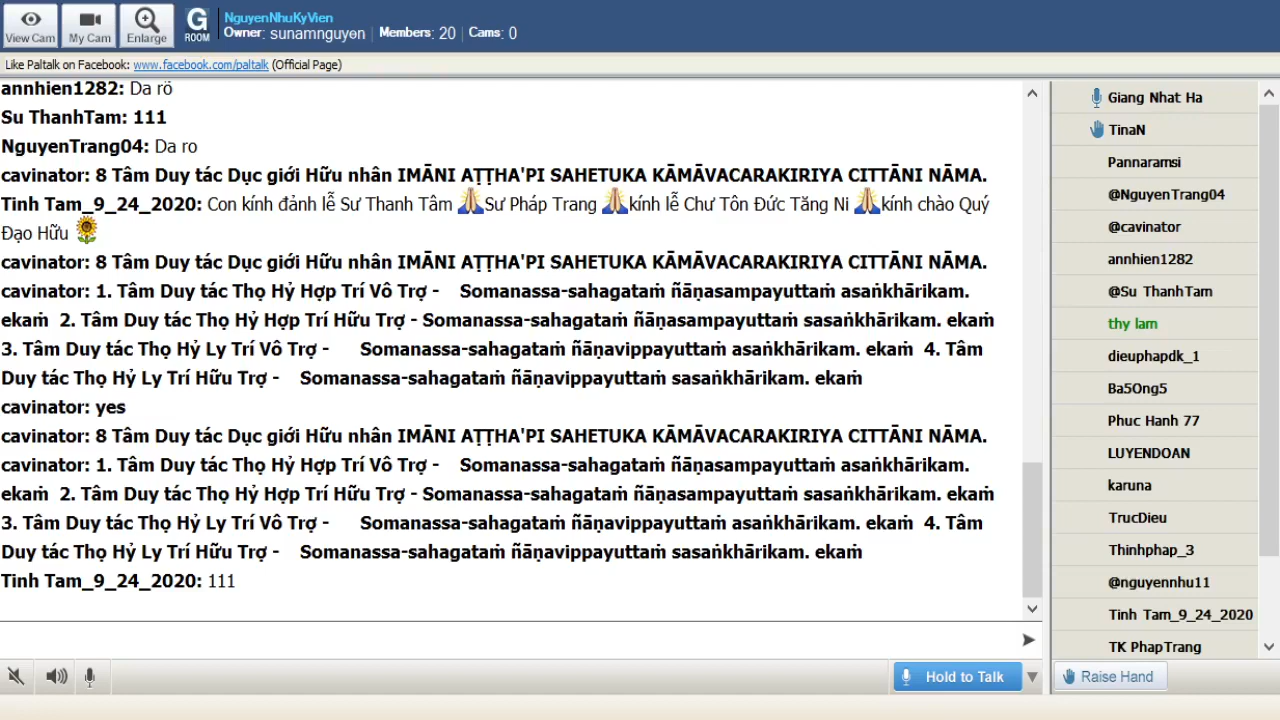 View Cam
My Cam
Enlarge
G
ROOM
NguyenNhuKyVien
Owner: sunamnguyen | Members: 20 | Cams: 0
Like Paltalk on Facebook: www.facebook.com/paltalk (Official Page)
annhien1282: Da rö
Su ThanhTam: 111
NguyenTrang04: Da ro
cavinator: 8 Tâm Duy tác Dục giới Hữu nhân IMĀNI AṬṬHA'PI SAHETUKA KĀMĀVACARAKIRIYA CITTĀNI NĀMA.
Tinh Tam_9_24_2020: Con kính đảnh lễ Sư Thanh Tâm Sư Pháp Trang kính lễ Chư Tôn Đức Tăng Ni kính chào Quý
Đạo Hữu
cavinator: 8 Tâm Duy tác Dục giới Hữu nhân IMĀNI AṬṬHA'PI SAHETUKA KĀMĀVACARAKIRIYA CITTĀNI NĀMA.
cavinator: 1. Tâm Duy tác Thọ Hỷ Hợp Trí Vô Trợ - Somanassa-sahagataṁ ñāṇasampayuttaṁ asaṅkhārikam.
ekaṁ 2. Tâm Duy tác Thọ Hỷ Hợp Trí Hữu Trợ - Somanassa-sahagataṁ ñāṇasampayuttaṁ sasaṅkhārikam. ekaṁ
3. Tâm Duy tác Thọ Hỷ Ly Trí Vô Trợ - Somanassa-sahagataṁ ñāṇavippayuttaṁ asaṅkhārikam. ekaṁ 4. Tâm
Duy tác Thọ Hỷ Ly Trí Hữu Trợ - Somanassa-sahagataṁ ñāṇavippayuttaṁ sasaṅkhārikam. ekaṁ
cavinator: yes
cavinator: 8 Tâm Duy tác Dục giới Hữu nhân IMĀNI AṬṬHA'PI SAHETUKA KĀMĀVACARAKIRIYA CITTĀNI NĀMA.
cavinator: 1. Tâm Duy tác Thọ Hỷ Hợp Trí Vô Trợ - Somanassa-sahagataṁ ñāṇasampayuttaṁ asaṅkhārikam.
ekaṁ 2. Tâm Duy tác Thọ Hỷ Hợp Trí Hữu Trợ - Somanassa-sahagataṁ ñāṇasampayuttaṁ sasaṅkhārikam. ekaṁ
3. Tâm Duy tác Thọ Hỷ Ly Trí Vô Trợ - Somanassa-sahagataṁ ñāṇavippayuttaṁ asaṅkhārikam. ekaṁ 4. Tâm
Duy tác Thọ Hỷ Ly Trí Hữu Trợ - Somanassa-sahagataṁ ñāṇavippayuttaṁ sasaṅkhārikam. ekaṁ
Tinh Tam_9_24_2020: 111
Giang Nhat Ha
TinaN
Pannaramsi
@NguyenTrang04
@cavinator
annhien1282
@Su ThanhTam
thy lam
dieuphapdk_1
Ba5Ong5
Phuc Hanh 77
LUYENDOAN
karuna
TrucDieu
Thinhphap_3
@nguyennhu11
Tinh Tam_9_24_2020
TK PhapTrang
Hold to Talk
Raise Hand